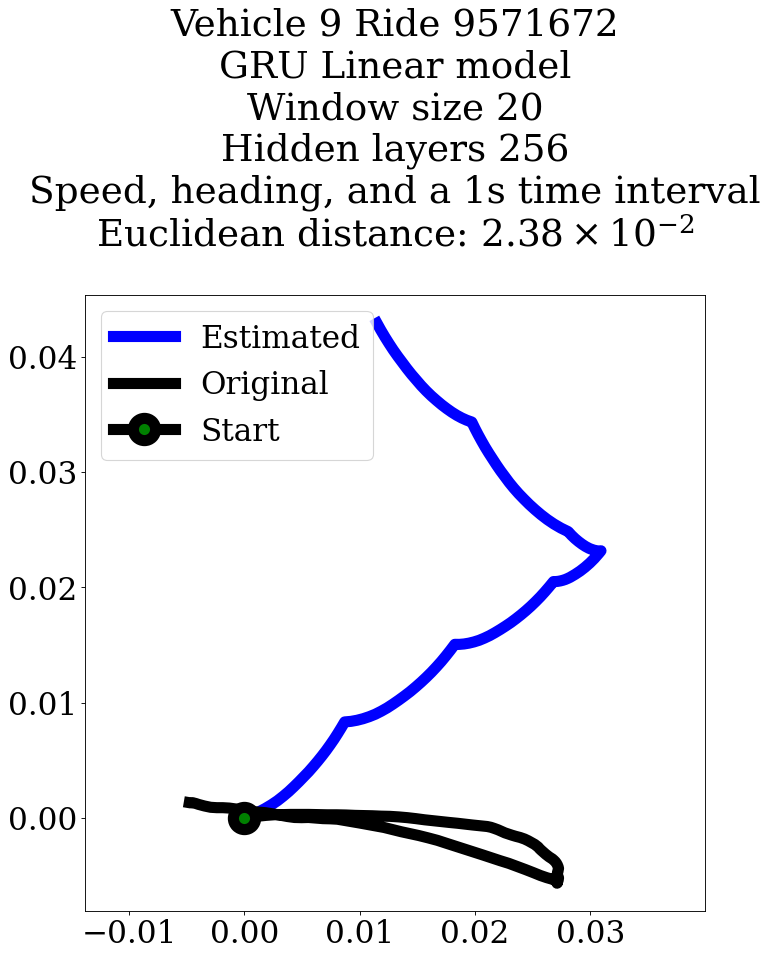 Vehicle 9 Ride 9571672
GRU Linear model
Window size 20
Hidden layers 256
Speed, heading, and a 1s time interval
Euclidean distance: 2.38 × 10⁻²
Estimated
Original
Start
0.04
0.03
0.02
0.01
0.00
−0.01 0.00 0.01 0.02 0.03